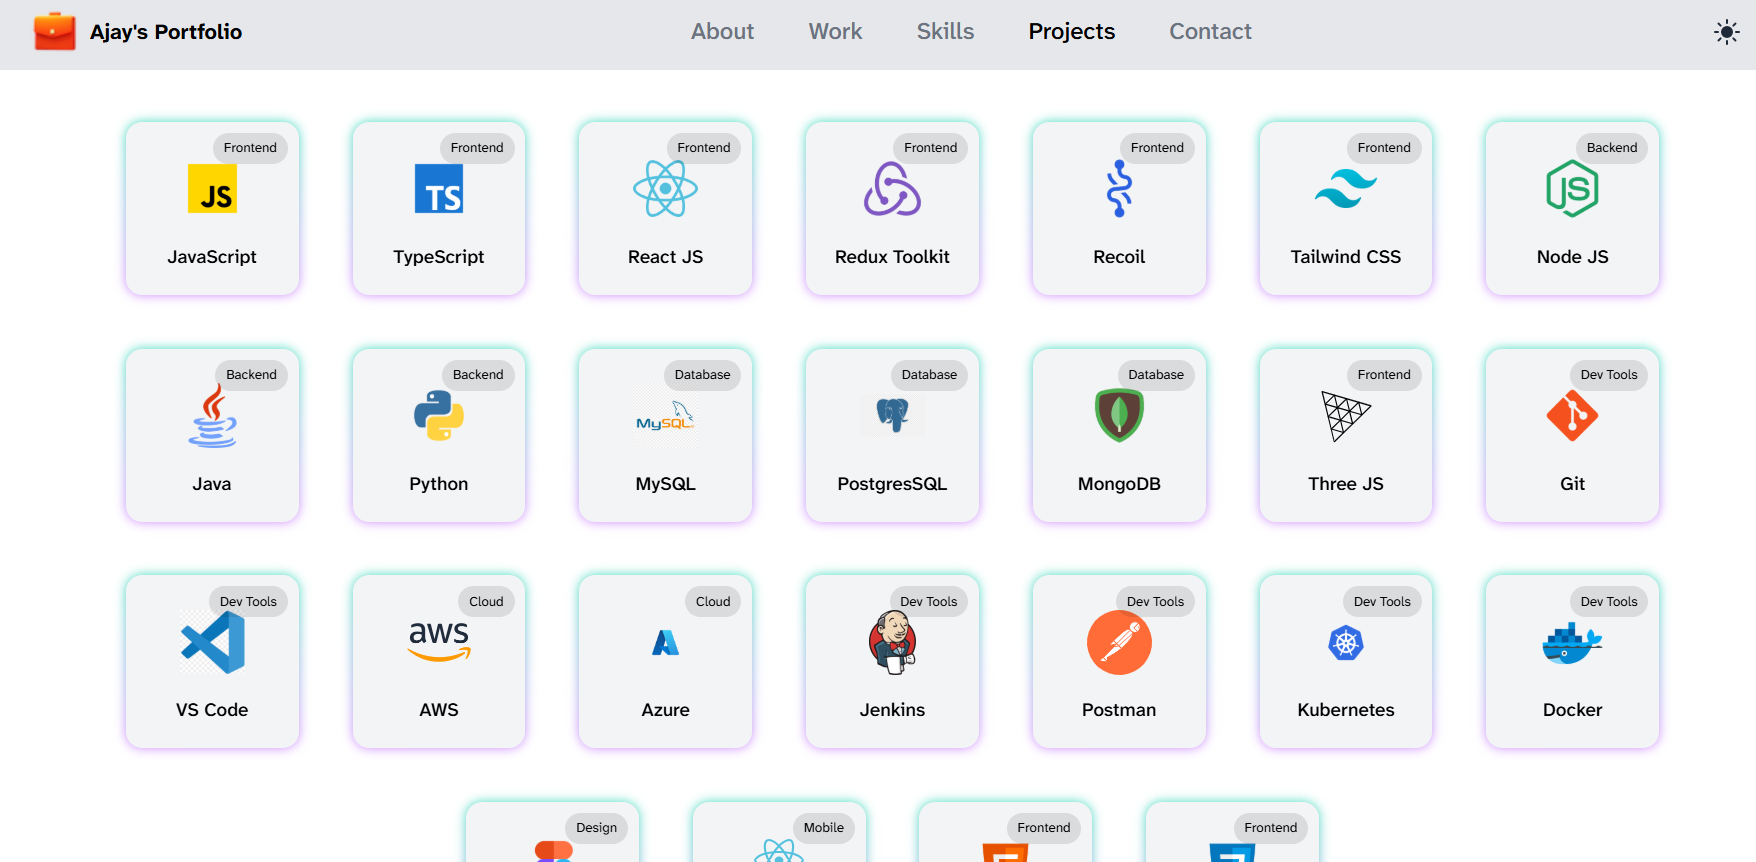 Ajay's Portfolio
About Work Skills Projects Contact
Frontend Frontend Frontend Frontend Frontend Frontend Backend
JS TS JS
JavaScript TypeScript React JS Redux Toolkit Recoil Tailwind CSS Node JS
Backend Backend Database Database Database Frontend Dev Tools
MySQL
Java Python MySQL PostgresSQL MongoDB Three JS Git
Dev Tools Cloud Cloud Dev Tools Dev Tools Dev Tools Dev Tools
aws
VS Code AWS Azure Jenkins Postman Kubernetes Docker
Design Mobile Frontend Frontend